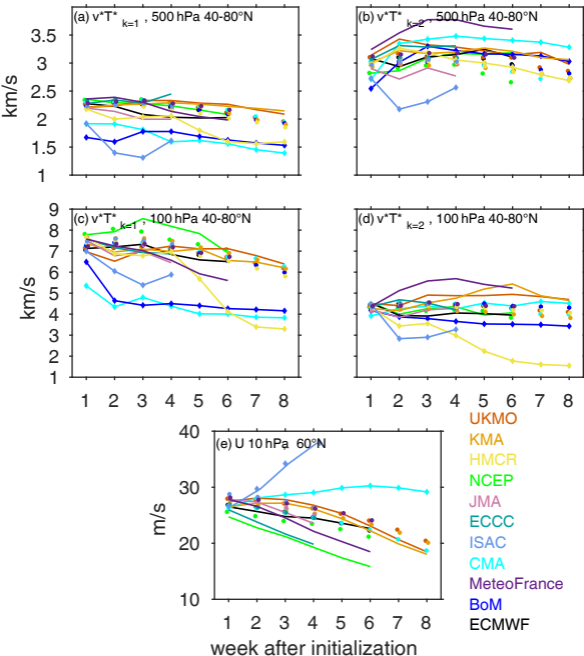 (a) v*T* k=1 , 500 hPa 40-80°N
(b) v*T* k=2 , 500 hPa 40-80°N
3.5
3
2.5
2
1.5
1
km/s
(c) v*T* k=1 , 100 hPa 40-80°N
(d) v*T* k=2 , 100 hPa 40-80°N
9
8
7
6
5
4
3
2
1
km/s
1 2 3 4 5 6 7 8
1 2 3 4 5 6 7 8
(e) U 10 hPa 60°N
40
30
20
10
m/s
1 2 3 4 5 6 7 8
week after initialization
UKMO
KMA
HMCR
NCEP
JMA
ECCC
ISAC
CMA
MeteoFrance
BoM
ECMWF